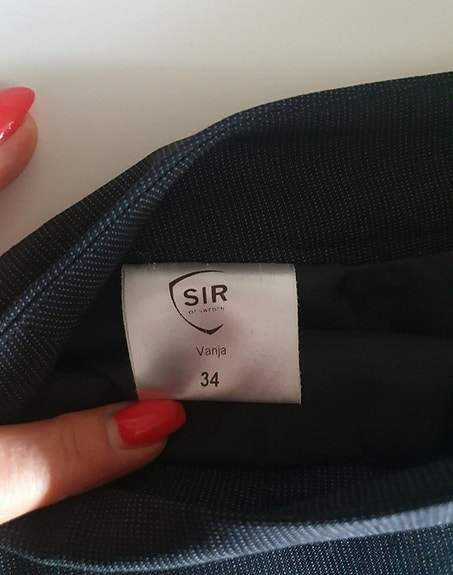 SIR
OF SWEDEN
Vanja
34